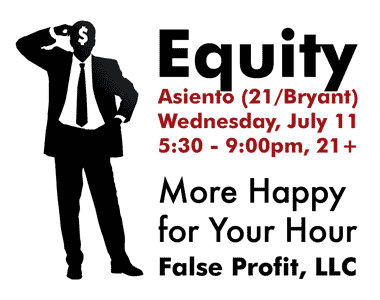 $
Equity
Asiento (21/Bryant)
Wednesday, July 11
5:30 - 9:00pm, 21+
More Happy
for Your Hour
False Profit, LLC